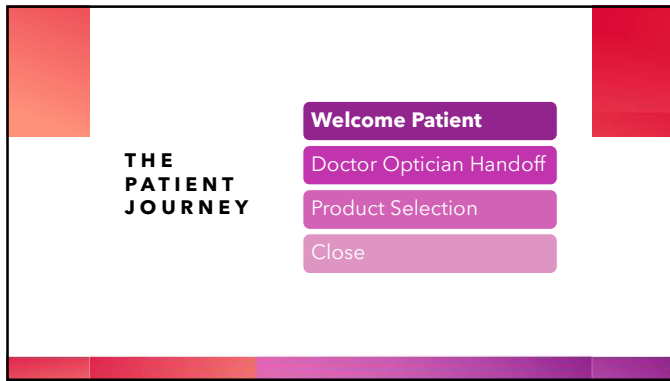 THE
PATIENT
JOURNEY
Welcome Patient
Doctor Optician Handoff
Product Selection
Close